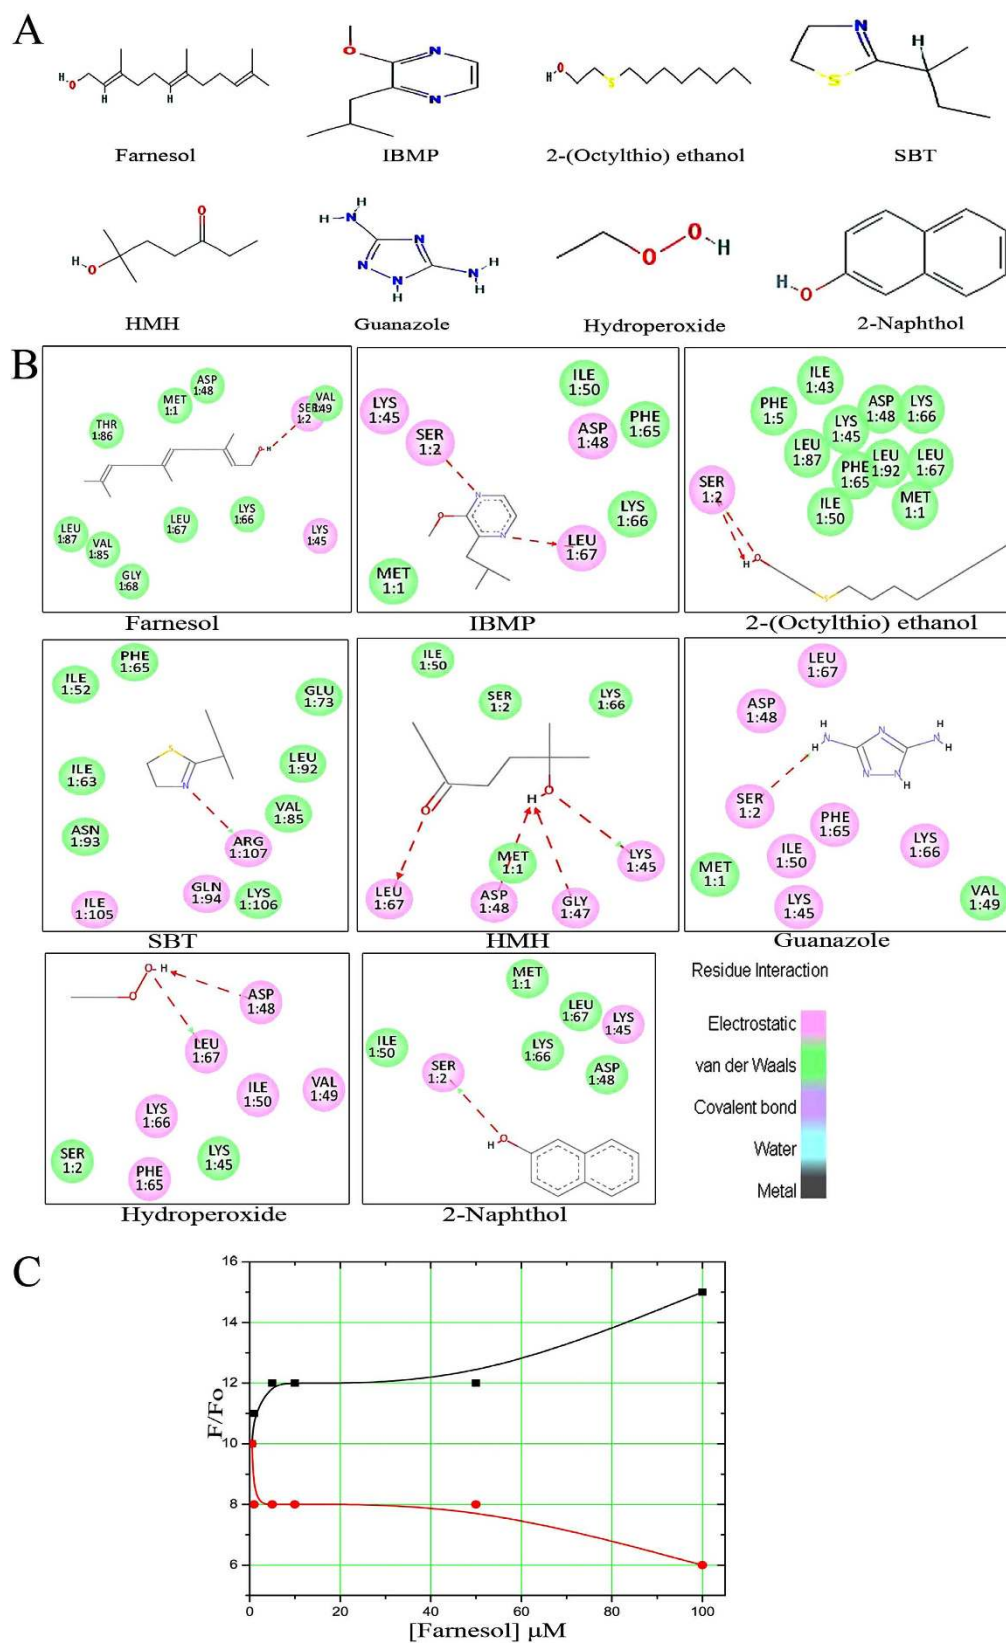 A
H
O
H
H
Farnesol
O
N
N
IBMP
H
O
S
2-(Octylthio) ethanol
N
H
S
SBT
O
H
O
HMH
H
H
N
N
N
N
H
N
H
H
Guanazole
O
O
H
Hydroperoxide
H
O
2-Naphthol
B
ASP
1:48
MET
1:1
VAL
1:49
SER
1:2
THR
1:86
O
H
LYS
1:66
LEU
1:67
LYS
1:45
LEU
1:87
VAL
1:85
GLY
1:68
Farnesol
ILE
1:50
LYS
1:45
SER
1:2
ASP
1:48
PHE
1:65
N
O
N
LYS
1:66
LEU
1:67
MET
1:1
IBMP
ILE
1:43
PHE
1:5
ASP
1:48
LYS
1:66
LYS
1:45
LEU
1:87
LEU
1:92
LEU
1:67
PHE
1:65
SER
1:2
ILE
1:50
MET
1:1
H
O
S
2-(Octylthio) ethanol
PHE
1:65
ILE
1:52
GLU
1:73
S
N
ILE
1:63
LEU
1:92
VAL
1:85
ASN
1:93
ARG
1:107
GLN
1:94
LYS
1:106
ILE
1:105
SBT
ILE
1:50
SER
1:2
LYS
1:66
O
H
O
MET
1:1
LYS
1:45
LEU
1:67
ASP
1:48
GLY
1:47
HMH
LEU
1:67
ASP
1:48
H
H
N
N
N
H
H
N
N
H
SER
1:2
PHE
1:65
LYS
1:66
ILE
1:50
MET
1:1
LYS
1:45
VAL
1:49
Guanazole
O
H
O
ASP
1:48
LEU
1:67
ILE
1:50
VAL
1:49
LYS
1:66
SER
1:2
LYS
1:45
PHE
1:65
Hydroperoxide
MET
1:1
LEU
1:67
LYS
1:45
ILE
1:50
LYS
1:66
SER
1:2
ASP
1:48
H
O
2-Naphthol
Residue Interaction
Electrostatic
van der Waals
Covalent bond
Water
Metal
C
16
14
12
10
8
6
F/Fo
0 20 40 60 80 100
[Farnesol] μM